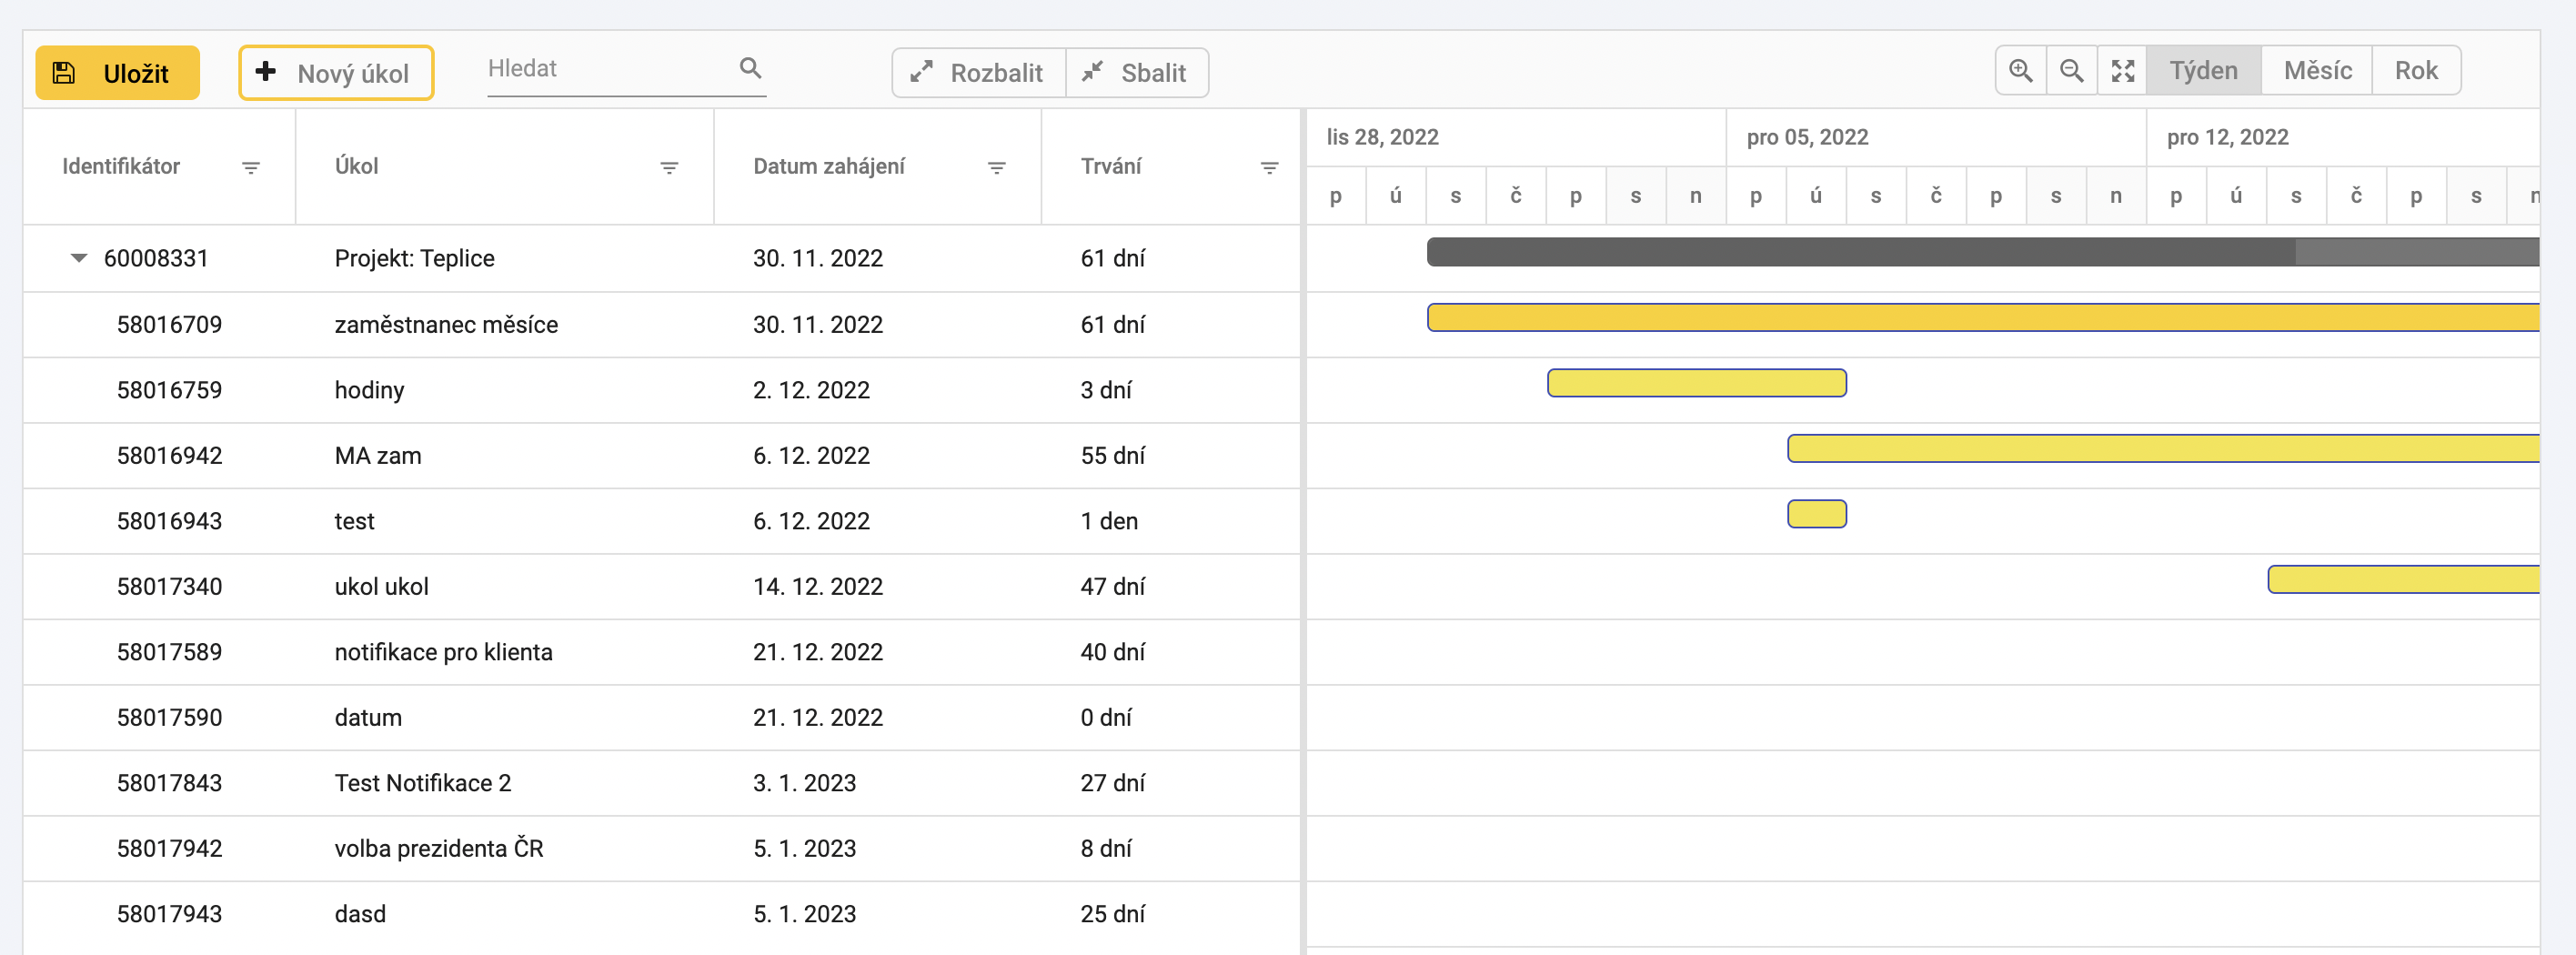 Uložit Nový úkol Hledat Rozbalit Sbalit Týden Měsíc Rok
Identifikátor Úkol Datum zahájení Trvání
lis 28, 2022 pro 05, 2022 pro 12, 2022
p ú s č p s n p ú s č p s n p ú s č p s n
60008331 Projekt: Teplice 30. 11. 2022 61 dní
58016709 zaměstnanec měsíce 30. 11. 2022 61 dní
58016759 hodiny 2. 12. 2022 3 dní
58016942 MA zam 6. 12. 2022 55 dní
58016943 test 6. 12. 2022 1 den
58017340 ukol ukol 14. 12. 2022 47 dní
58017589 notifikace pro klienta 21. 12. 2022 40 dní
58017590 datum 21. 12. 2022 0 dní
58017843 Test Notifikace 2 3. 1. 2023 27 dní
58017942 volba prezidenta ČR 5. 1. 2023 8 dní
58017943 dasd 5. 1. 2023 25 dní